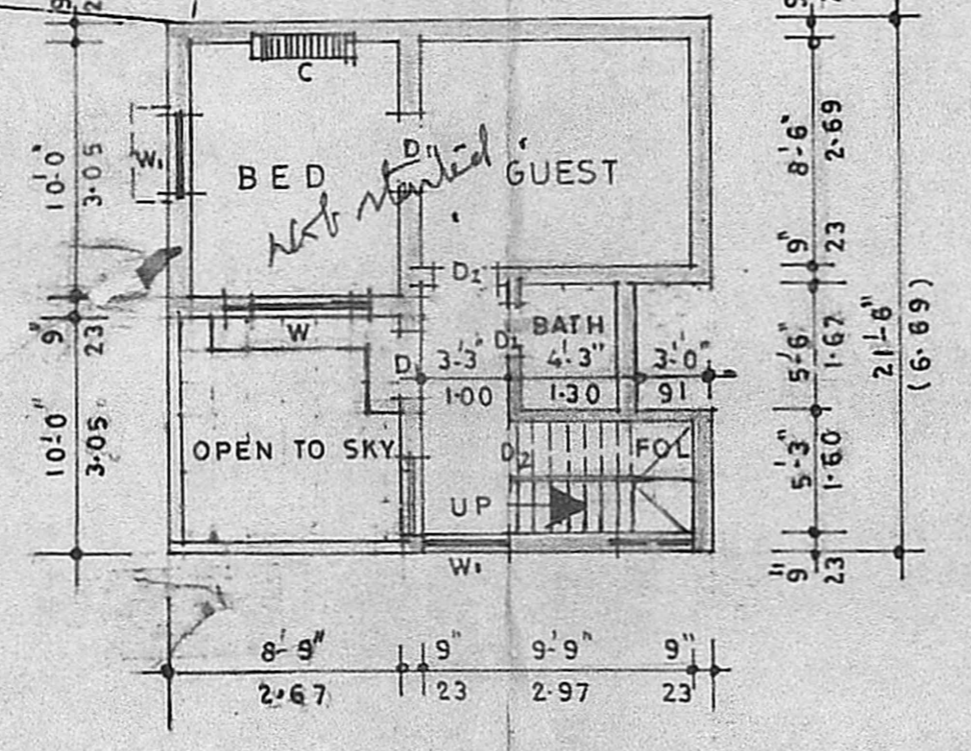 C
W₁
D₁
BED
GUEST
Not started
D₂
BATH
W
D₁
D
3'-3"
4'-3"
3'-0"
1·00
1·30
91
OPEN TO SKY
D₂
FOL
UP
W₁
10'-0"
3·05
9"
23
10'-0"
3·05
8'-6"
2·69
9"
23
5'-6"
1·67
5'-3"
1·60
9"
23
21'-6"
(6·69)
8'-9"
9"
9'-9"
9"
2·67
23
2·97
23